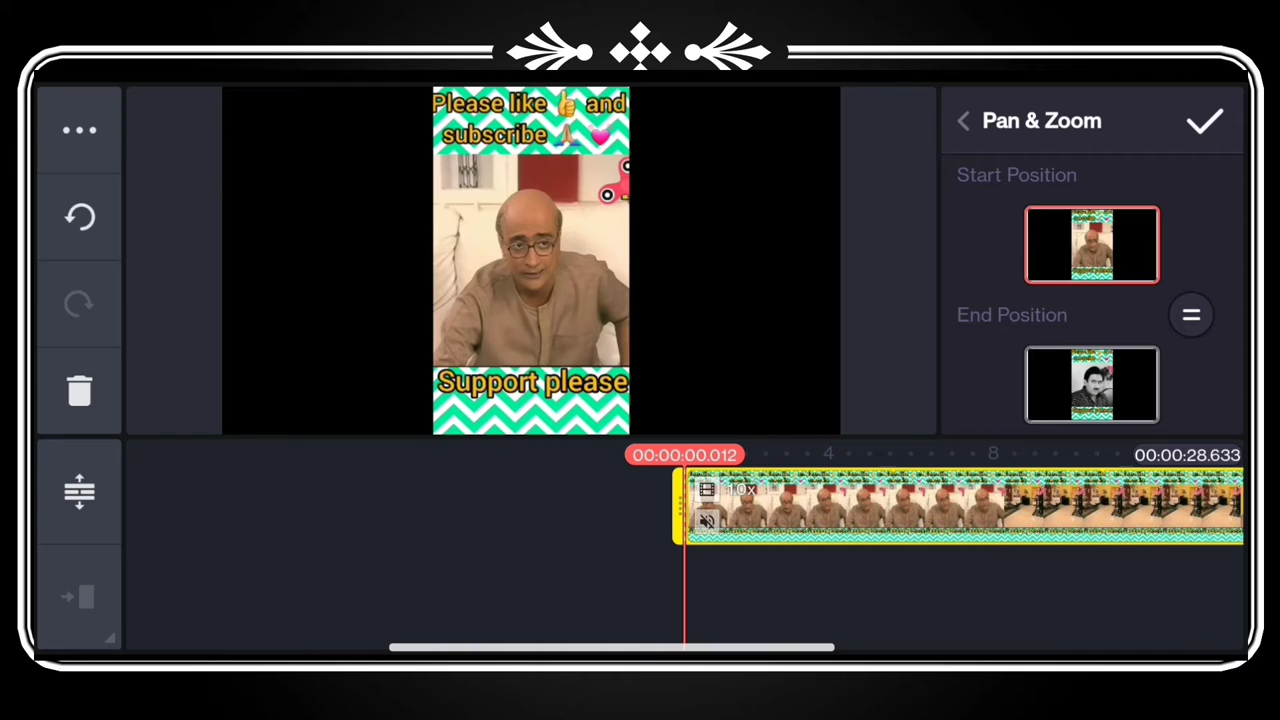 Please like 👍 and
subscribe 🙏 💓
Support please
Pan & Zoom
Start Position
End Position
00:00:00.012
4
8
00:00:28.633
1.0x